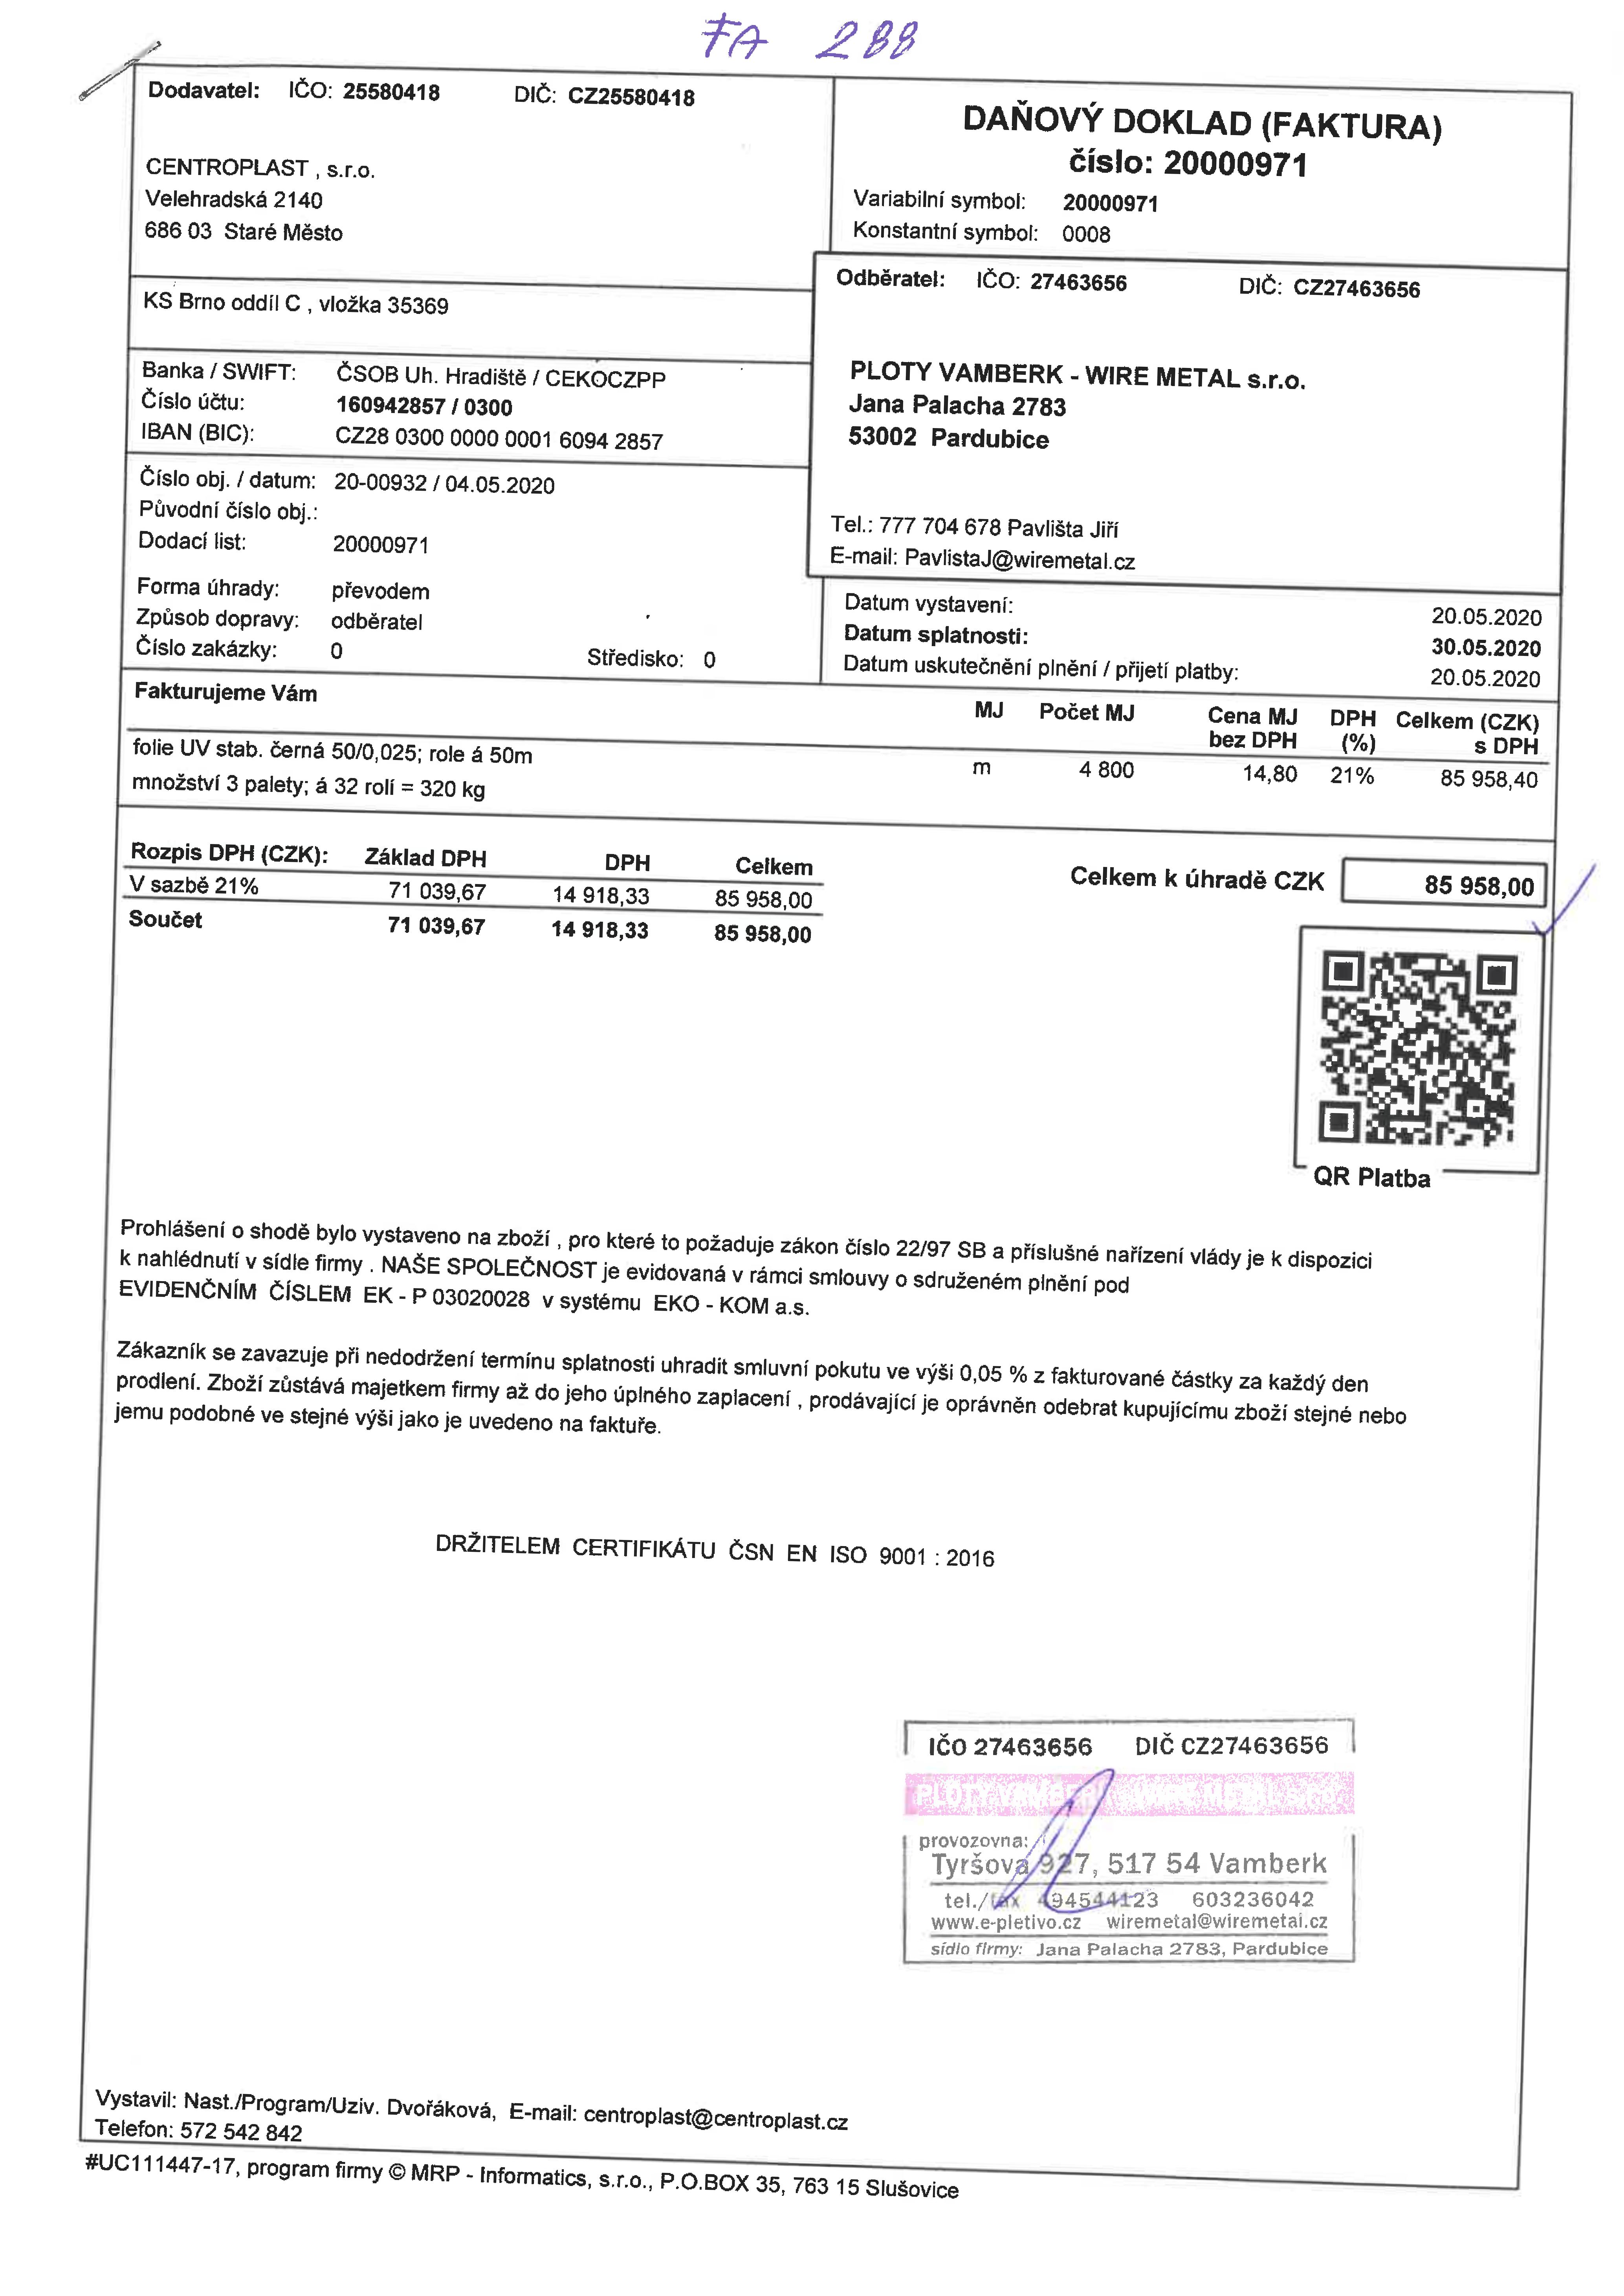 FA 288
Dodavatel: IČO: 25580418 DIČ: CZ25580418
CENTROPLAST , s.r.o.
Velehradská 2140
686 03 Staré Město
DAŇOVÝ DOKLAD (FAKTURA)
číslo: 20000971
Variabilní symbol: 20000971
Konstantní symbol: 0008
KS Brno oddíl C , vložka 35369
Odběratel: IČO: 27463656 DIČ: CZ27463656
PLOTY VAMBERK - WIRE METAL s.r.o.
Jana Palacha 2783
53002 Pardubice
Tel.: 777 704 678 Pavlišta Jiří
E-mail: PavlistaJ@wiremetal.cz
Banka / SWIFT: ČSOB Uh. Hradiště / CEKOCZPP
Číslo účtu: 160942857 / 0300
IBAN (BIC): CZ28 0300 0000 0001 6094 2857
Číslo obj. / datum: 20-00932 / 04.05.2020
Původní číslo obj.:
Dodací list: 20000971
Forma úhrady: převodem
Způsob dopravy: odběratel
Číslo zakázky: 0 Středisko: 0
Datum vystavení: 20.05.2020
Datum splatnosti: 30.05.2020
Datum uskutečnění plnění / přijetí platby: 20.05.2020
Fakturujeme Vám MJ Počet MJ Cena MJ DPH Celkem (CZK)
bez DPH (%) s DPH
folie UV stab. černá 50/0,025; role á 50m m 4 800 14,80 21% 85 958,40
množství 3 palety; á 32 rolí = 320 kg
Rozpis DPH (CZK): Základ DPH DPH Celkem
V sazbě 21% 71 039,67 14 918,33 85 958,00
Součet 71 039,67 14 918,33 85 958,00
Celkem k úhradě CZK 85 958,00
QR Platba
Prohlášení o shodě bylo vystaveno na zboží , pro které to požaduje zákon číslo 22/97 SB a příslušné nařízení vlády je k dispozici
k nahlédnutí v sídle firmy . NAŠE SPOLEČNOST je evidovaná v rámci smlouvy o sdruženém plnění pod
EVIDENČNÍM ČÍSLEM EK - P 03020028 v systému EKO - KOM a.s.
Zákazník se zavazuje při nedodržení termínu splatnosti uhradit smluvní pokutu ve výši 0,05 % z fakturované částky za každý den
prodlení. Zboží zůstává majetkem firmy až do jeho úplného zaplacení , prodávající je oprávněn odebrat kupujícímu zboží stejné nebo
jemu podobné ve stejné výši jako je uvedeno na faktuře.
DRŽITELEM CERTIFIKÁTU ČSN EN ISO 9001 : 2016
IČO 27463656 DIČ CZ27463656
PLOTY VAMBERK - WIRE METAL s.r.o.
provozovna:
Tyršova 927, 517 54 Vamberk
tel./fax 494544123 603236042
www.e-pletivo.cz wiremetal@wiremetal.cz
sídlo firmy: Jana Palacha 2783, Pardubice
Vystavil: Nast./Program/Uziv. Dvořáková, E-mail: centroplast@centroplast.cz
Telefon: 572 542 842
#UC111447-17, program firmy © MRP - Informatics, s.r.o., P.O.BOX 35, 763 15 Slušovice